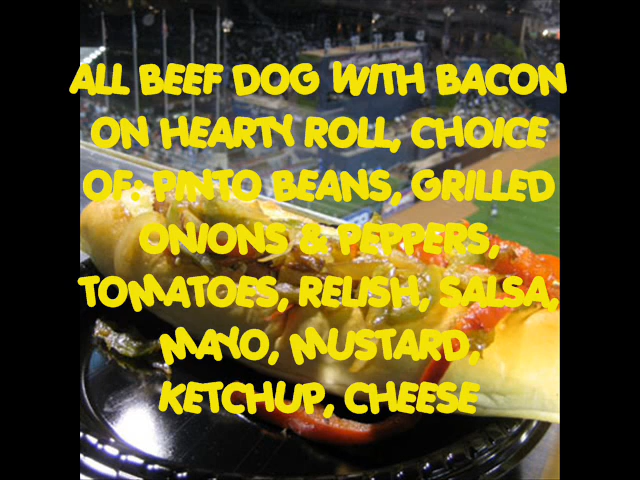 ALL BEEF DOG WITH BACON
ON HEARTY ROLL, CHOICE
OF: PINTO BEANS, GRILLED
ONIONS & PEPPERS,
TOMATOES, RELISH, SALSA,
MAYO, MUSTARD,
KETCHUP, CHEESE